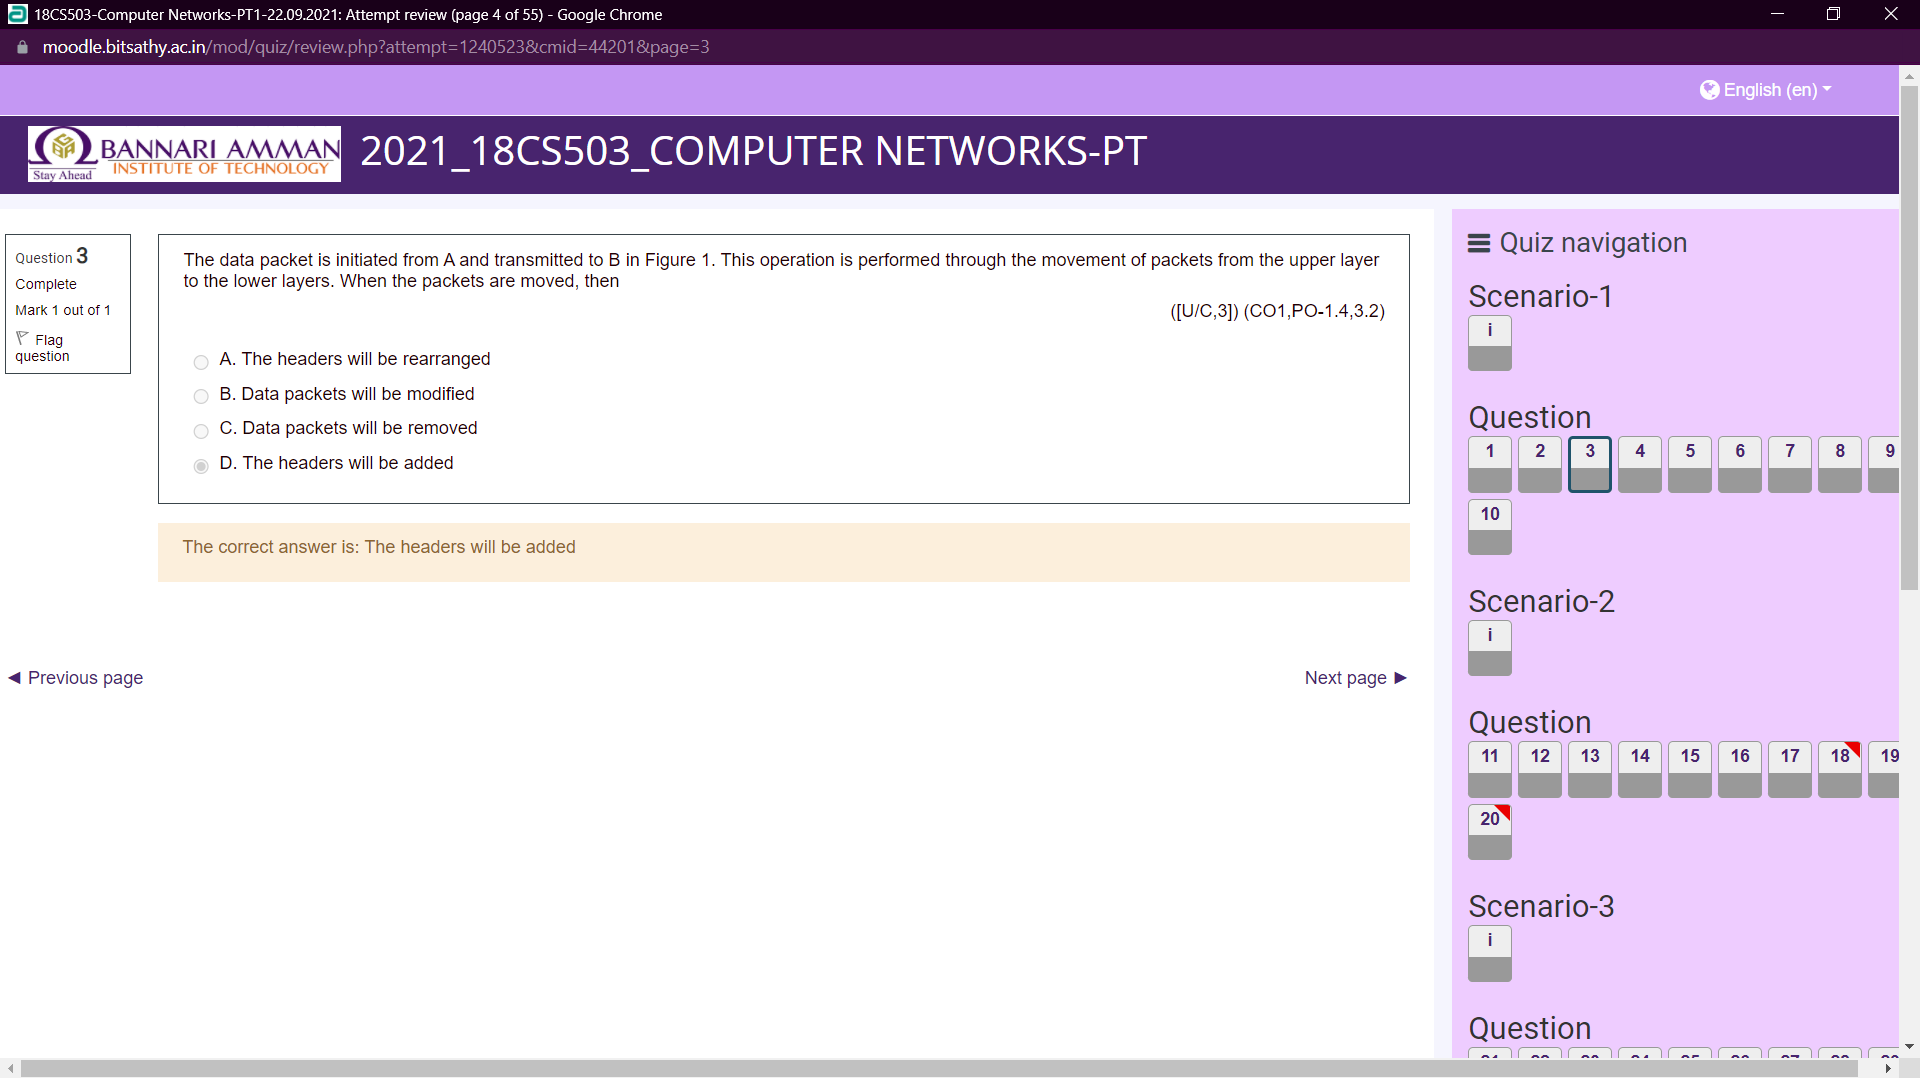 18CS503-Computer Networks-PT1-22.09.2021: Attempt review (page 4 of 55) - Google Chrome
moodle.bitsathy.ac.in/mod/quiz/review.php?attempt=1240523&cmid=44201&page=3
English (en)
BANNARI AMMAN
INSTITUTE OF TECHNOLOGY
Stay Ahead
2021_18CS503_COMPUTER NETWORKS-PT
Question 3
Complete
Mark 1 out of 1
Flag
question
The data packet is initiated from A and transmitted to B in Figure 1. This operation is performed through the movement of packets from the upper layer
to the lower layers. When the packets are moved, then
([U/C,3]) (CO1,PO-1.4,3.2)
A. The headers will be rearranged
B. Data packets will be modified
C. Data packets will be removed
D. The headers will be added
The correct answer is: The headers will be added
◄ Previous page
Next page ►
Quiz navigation
Scenario-1
i
Question
1 2 3 4 5 6 7 8 9
10
Scenario-2
i
Question
11 12 13 14 15 16 17 18 19
20
Scenario-3
i
Question